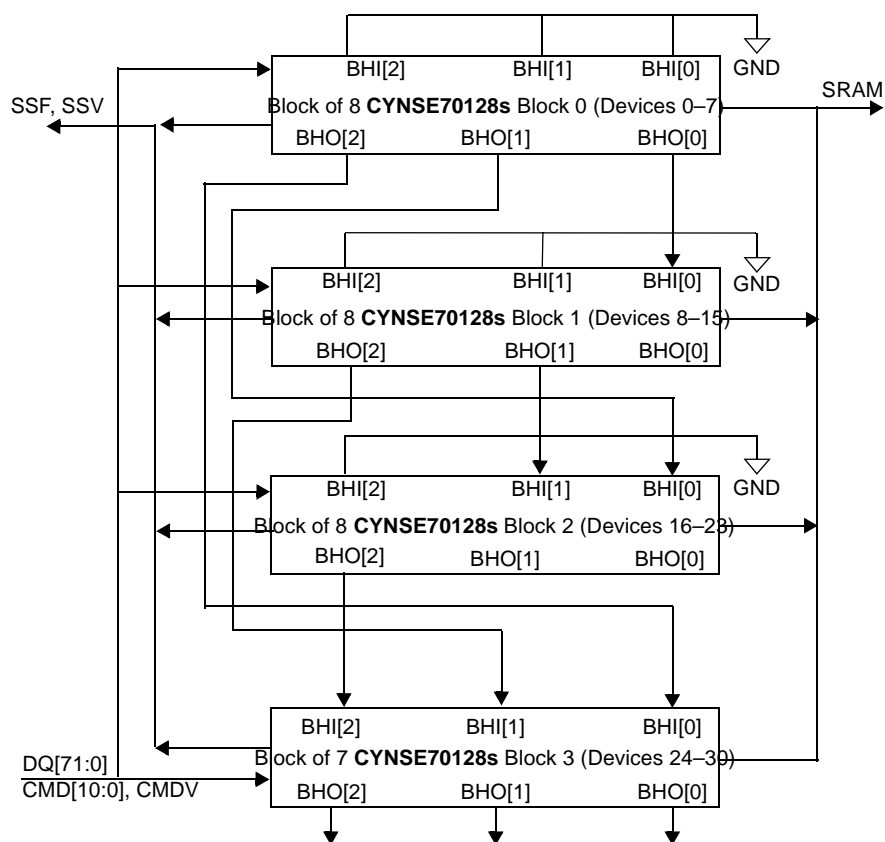 BHI[2] BHI[1] BHI[0] GND
SRAM
SSF, SSV
Block of 8 CYNSE70128s Block 0 (Devices 0–7)
BHO[2] BHO[1] BHO[0]
BHI[2] BHI[1] BHI[0] GND
Block of 8 CYNSE70128s Block 1 (Devices 8–15)
BHO[2] BHO[1] BHO[0]
BHI[2] BHI[1] BHI[0] GND
Block of 8 CYNSE70128s Block 2 (Devices 16–23)
BHO[2] BHO[1] BHO[0]
BHI[2] BHI[1] BHI[0]
DQ[71:0]
Block of 7 CYNSE70128s Block 3 (Devices 24–30)
CMD[10:0], CMDV
BHO[2] BHO[1] BHO[0]